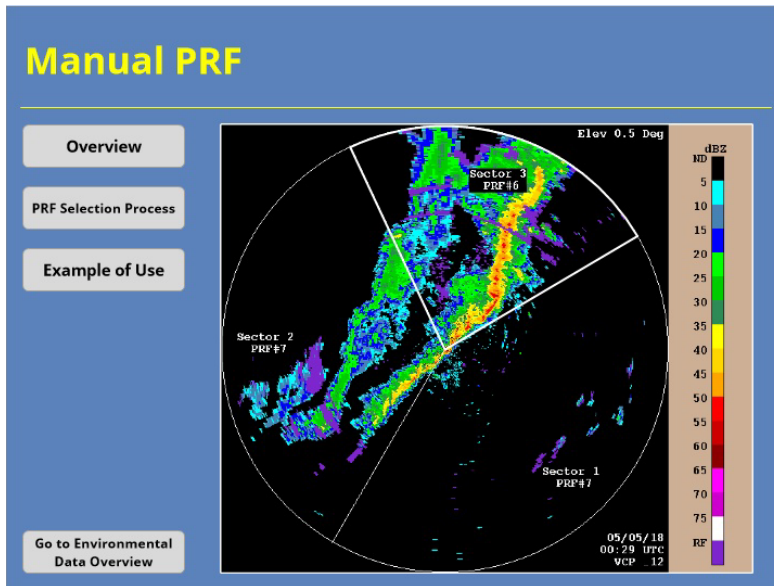 Manual PRF
Overview
PRF Selection Process
Example of Use
Go to Environmental
Data Overview
Elev 0.5 Deg
Sector 3
PRF#6
Sector 2
PRF#7
Sector 1
PRF#7
05/05/18
00:29 UTC
VCP 12
dBZ
ND
5
10
15
20
25
30
35
40
45
50
60
65
70
75
RF